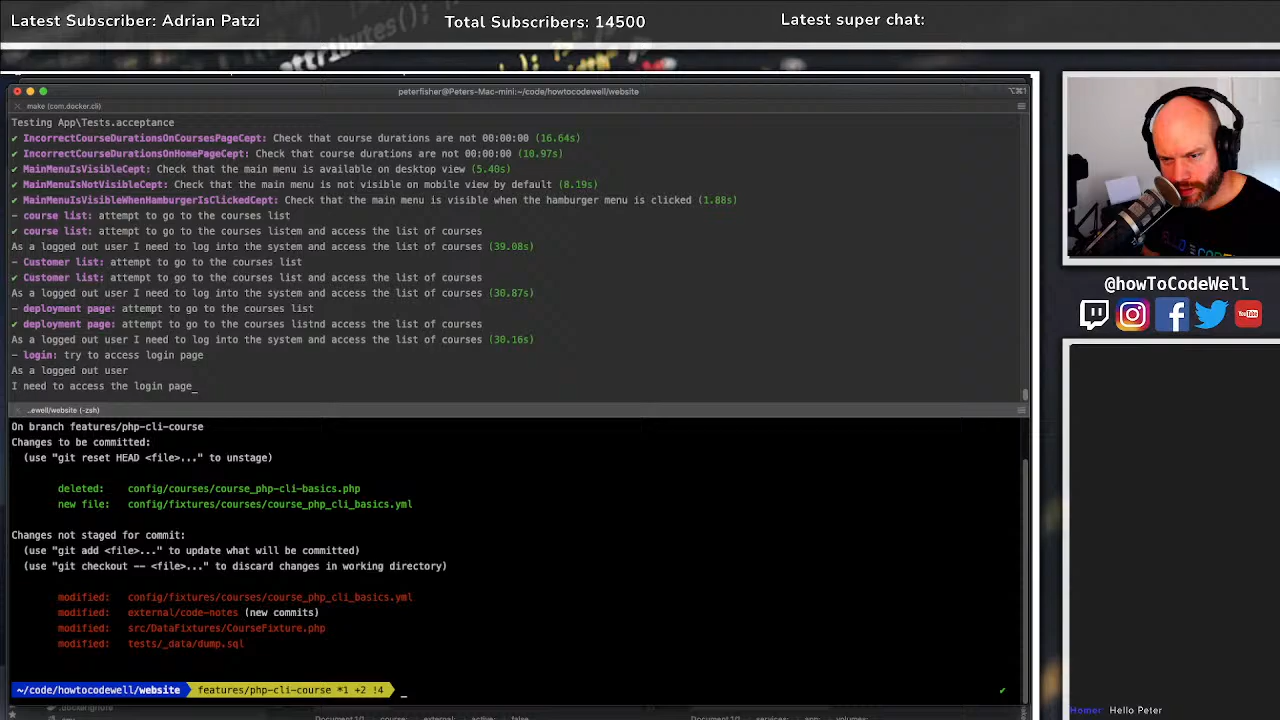 Latest Subscriber: Adrian Patzi
Total Subscribers: 14500
Latest super chat:
peterfisher@Peters-Mac-mini:~/code/howtocodewell/website
⌥⌘1
make (com.docker.cli)
Testing App\Tests.acceptance
✔ IncorrectCourseDurationsOnCoursesPageCept: Check that course durations are not 00:00:00 (16.64s)
✔ IncorrectCourseDurationsOnHomePageCept: Check that course durations are not 00:00:00 (10.97s)
✔ MainMenuIsVisibleCept: Check that the main menu is available on desktop view (5.40s)
✔ MainMenuIsNotVisibleCept: Check that the main menu is not visible on mobile view by default (8.19s)
✔ MainMenuIsVisibleWhenHamburgerIsClickedCept: Check that the main menu is visible when the hamburger menu is clicked (1.88s)
– course list: attempt to go to the courses list
✔ course list: attempt to go to the courses listem and access the list of courses
As a logged out user I need to log into the system and access the list of courses (39.08s)
– Customer list: attempt to go to the courses list
✔ Customer list: attempt to go to the courses list and access the list of courses
As a logged out user I need to log into the system and access the list of courses (30.87s)
– deployment page: attempt to go to the courses list
✔ deployment page: attempt to go to the courses listnd access the list of courses
As a logged out user I need to log into the system and access the list of courses (30.16s)
– login: try to access login page
As a logged out user
I need to access the login page_
..ewell/website (-zsh)
On branch features/php-cli-course
Changes to be committed:
(use "git reset HEAD <file>..." to unstage)
deleted: config/courses/course_php-cli-basics.php
new file: config/fixtures/courses/course_php_cli_basics.yml
Changes not staged for commit:
(use "git add <file>..." to update what will be committed)
(use "git checkout -- <file>..." to discard changes in working directory)
modified: config/fixtures/courses/course_php_cli_basics.yml
modified: external/code-notes (new commits)
modified: src/DataFixtures/CourseFixture.php
modified: tests/_data/dump.sql
~/code/howtocodewell/website features/php-cli-course *1 +2 !4 _ ✔
@howToCodeWell
Homer: Hello Peter